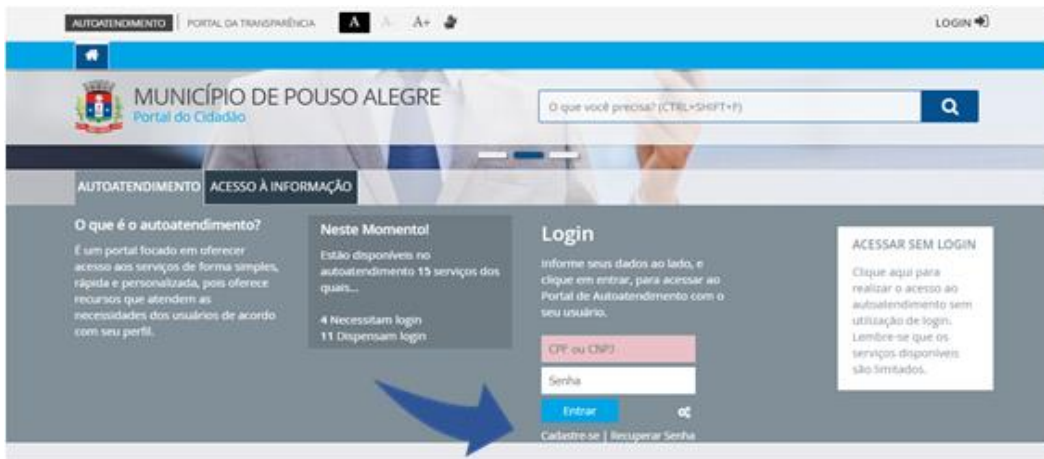 AUTOATENDIMENTO | PORTAL DA TRANSPARÊNCIA A A- A+ LOGIN
MUNICÍPIO DE POUSO ALEGRE
Portal do Cidadão
O que você precisa? (CTRL+SHIFT+F)
AUTOATENDIMENTO ACESSO À INFORMAÇÃO
O que é o autoatendimento?
É um portal focado em oferecer
acesso aos serviços de forma simples,
rápida e personalizada, pois oferece
recursos que atendem as
necessidades dos usuários de acordo
com seu perfil.
Neste Momento!
Estão disponíveis no
autoatendimento 15 serviços dos
quais...
4 Necessitam login
11 Dispensam login
Login
Informe seus dados ao lado, e
clique em entrar, para acessar ao
Portal de Autoatendimento com o
seu usuário.
CPF ou CNPJ
Senha
Entrar
Cadastre-se | Recuperar Senha
ACESSAR SEM LOGIN
Clique aqui para
realizar o acesso ao
autoatendimento sem
utilização de login.
Lembre-se que os
serviços disponíveis
são limitados.